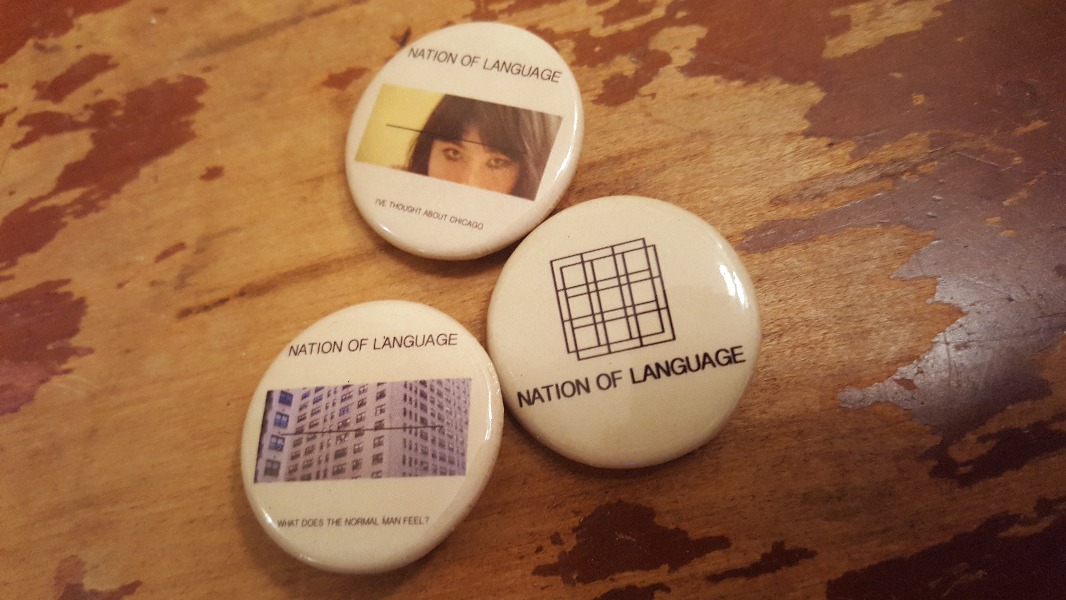 NATION OF LANGUAGE
I'VE THOUGHT ABOUT CHICAGO
NATION OF LANGUAGE
NATION OF LANGUAGE
WHAT DOES THE NORMAL MAN FEEL?